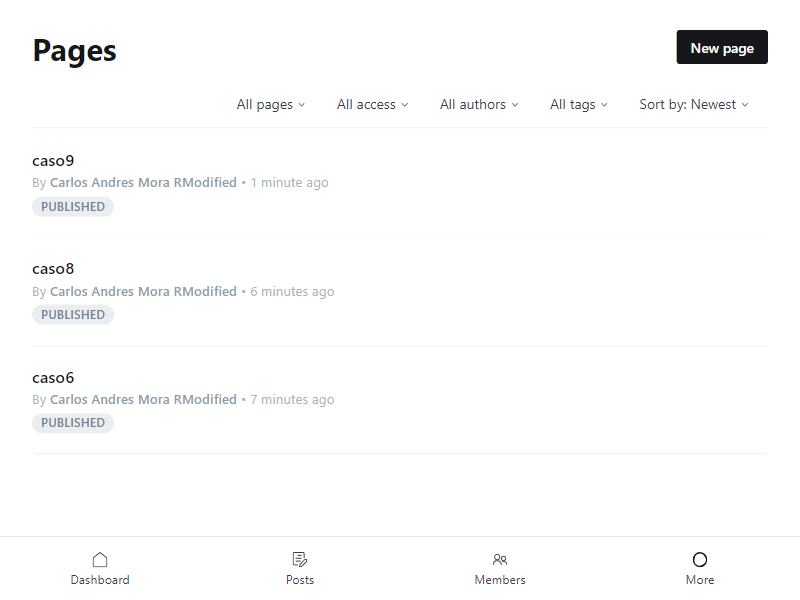 Pages
New page
All pages
All access
All authors
All tags
Sort by: Newest
caso9
By Carlos Andres Mora RModified • 1 minute ago
PUBLISHED
caso8
By Carlos Andres Mora RModified • 6 minutes ago
PUBLISHED
caso6
By Carlos Andres Mora RModified • 7 minutes ago
PUBLISHED
Dashboard
Posts
Members
More